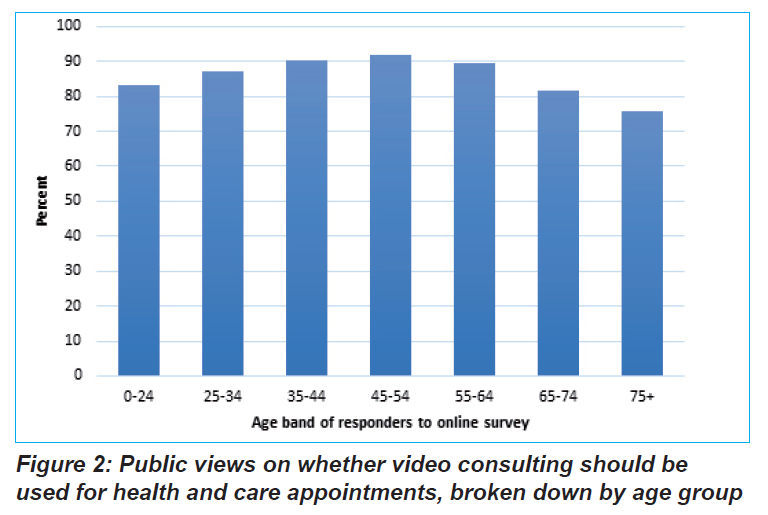 100
90
80
70
60
50
40
30
20
10
0
Percent
0-24 25-34 35-44 45-54 55-64 65-74 75+
Age band of responders to online survey
Figure 2: Public views on whether video consulting should be
used for health and care appointments, broken down by age group